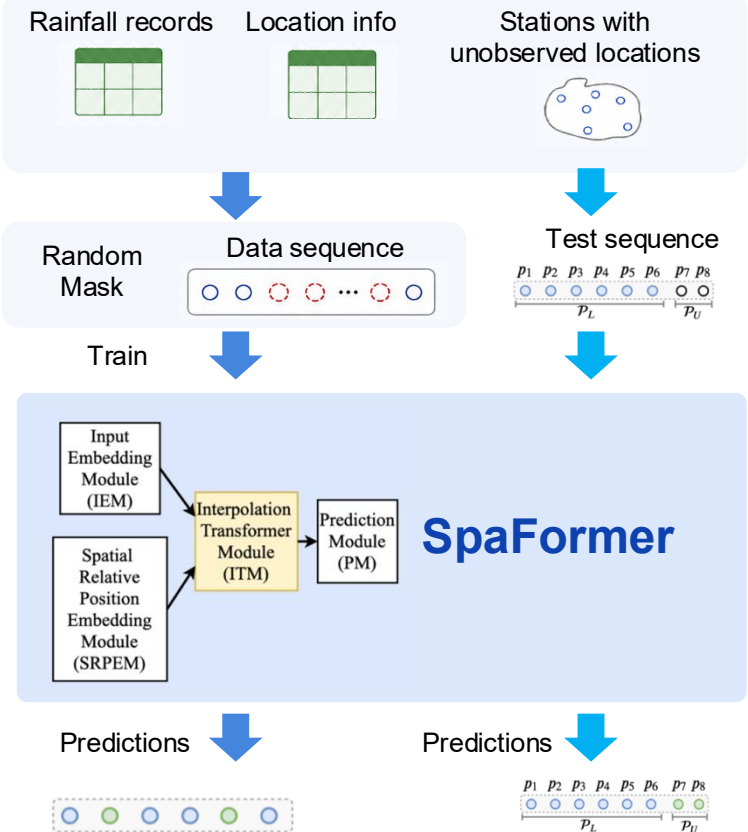 Rainfall records
Location info
Stations with
unobserved locations
Random
Mask
Data sequence
...
Test sequence
p1 p2 p3 p4 p5 p6 p7 p8
PL
PU
Train
Input
Embedding
Module
(IEM)
Spatial
Relative
Position
Embedding
Module
(SRPEM)
Interpolation
Transformer
Module
(ITM)
Prediction
Module
(PM)
SpaFormer
Predictions
Predictions
p1 p2 p3 p4 p5 p6 p7 p8
PL
PU